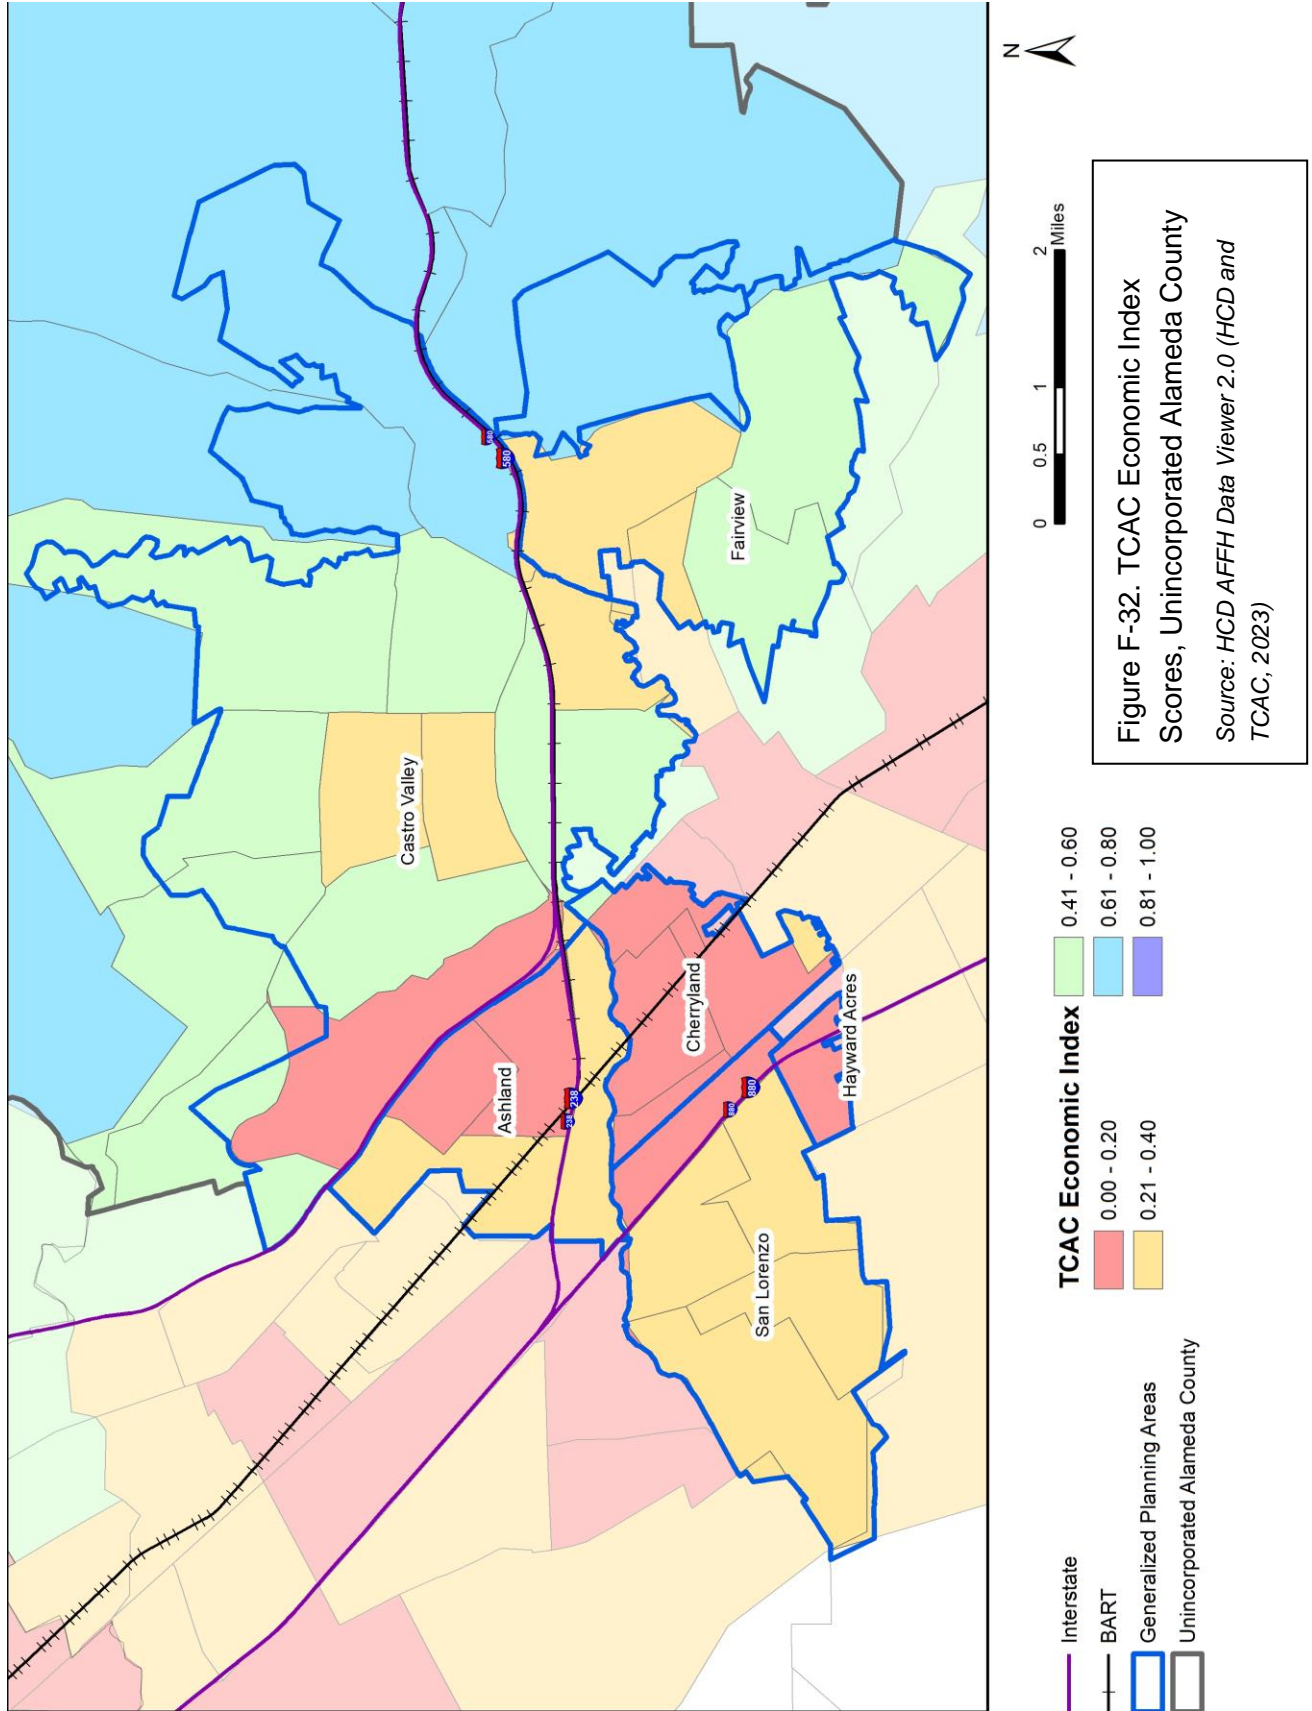 Castro Valley
Fairview
Ashland
Cherryland
Hayward Acres
San Lorenzo
580
238
238
880
880
N
0 0.5 1 2 Miles
Interstate
BART
Generalized Planning Areas
Unincorporated Alameda County
TCAC Economic Index
0.00 - 0.20
0.21 - 0.40
0.41 - 0.60
0.61 - 0.80
0.81 - 1.00
Figure F-32. TCAC Economic Index
Scores, Unincorporated Alameda County
Source: HCD AFFH Data Viewer 2.0 (HCD and
TCAC, 2023)